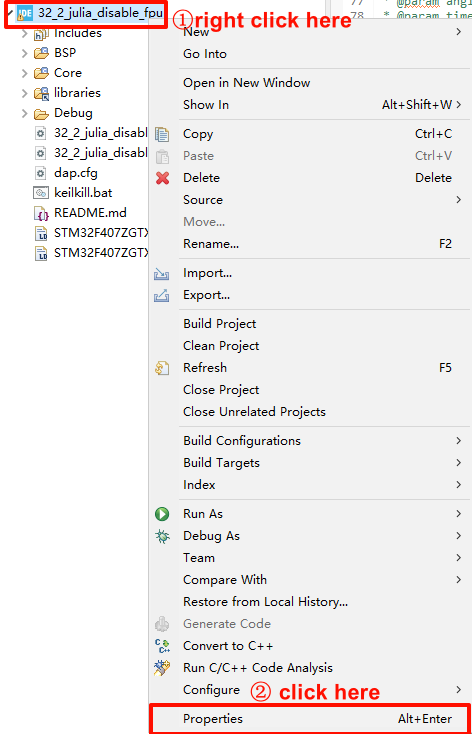 32_2_julia_disable_fpu
①right click here
77 * @param angl
78 * @param time
Includes
BSP
Core
libraries
Debug
32_2_julia_disabl
32_2_julia_disabl
dap.cfg
keilkill.bat
README.md
STM32F407ZGTX
STM32F407ZGTX
New
Go Into
Open in New Window
Show In Alt+Shift+W
Copy Ctrl+C
Paste Ctrl+V
Delete Delete
Source
Move...
Rename... F2
Import...
Export...
Build Project
Clean Project
Refresh F5
Close Project
Close Unrelated Projects
Build Configurations
Build Targets
Index
Run As
Debug As
Team
Compare With
Restore from Local History...
Generate Code
Convert to C++
Run C/C++ Code Analysis
Configure
② click here
Properties Alt+Enter